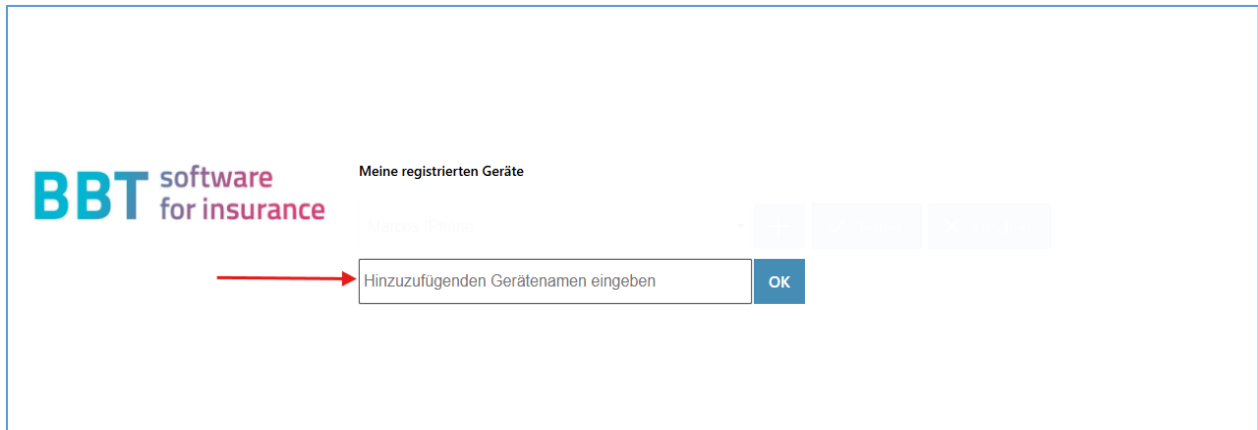 BBT software
for insurance
Meine registrierten Geräte
Hinzuzufügenden Gerätenamen eingeben
OK